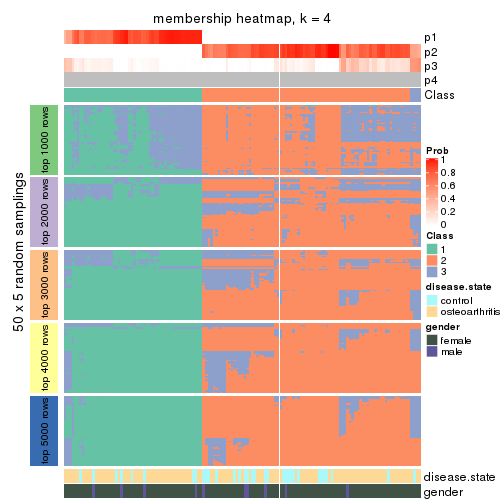 membership heatmap, k = 4
p1
p2
p3
p4
Class
50 x 5 random samplings
top 1000 rows
top 2000 rows
top 3000 rows
top 4000 rows
top 5000 rows
Prob
1
0.8
0.6
0.4
0.2
0
Class
1
2
3
disease.state
control
osteoarthritis
gender
female
male
disease.state
gender